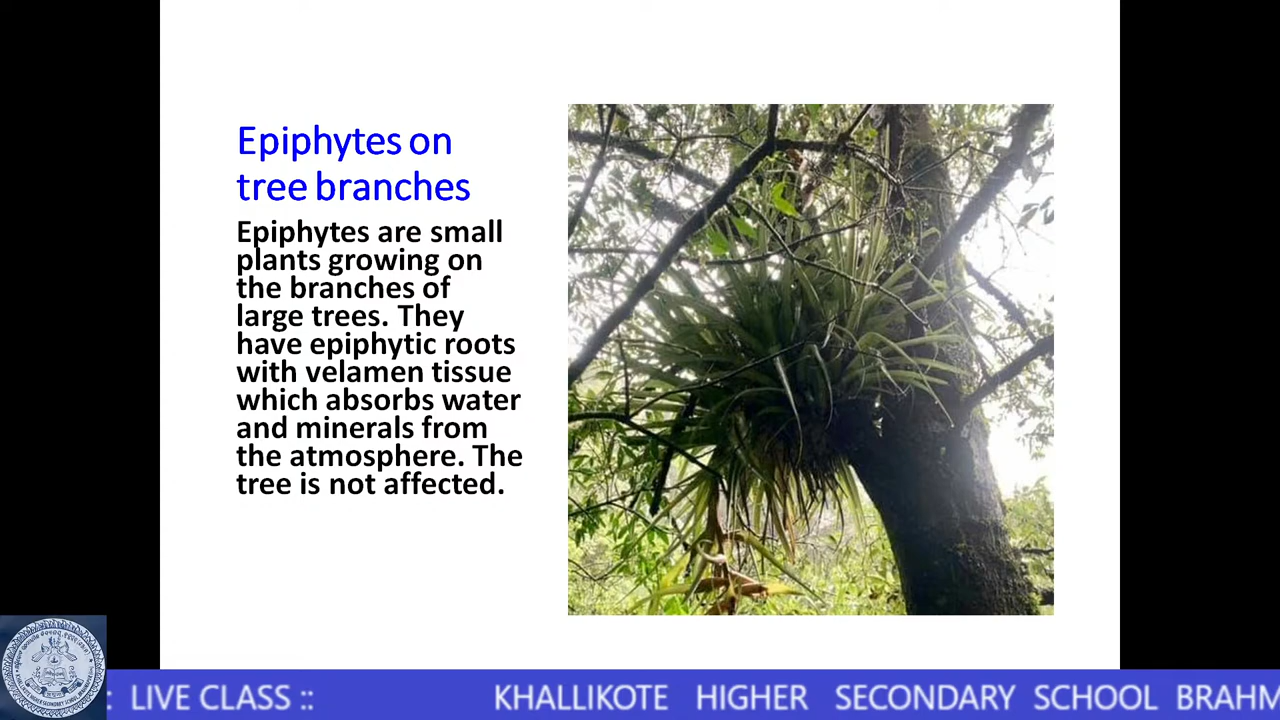 Epiphytes on
tree branches
Epiphytes are small
plants growing on
the branches of
large trees. They
have epiphytic roots
with velamen tissue
which absorbs water
and minerals from
the atmosphere. The
tree is not affected.
: LIVE CLASS :: KHALLIKOTE HIGHER SECONDARY SCHOOL BRAHM